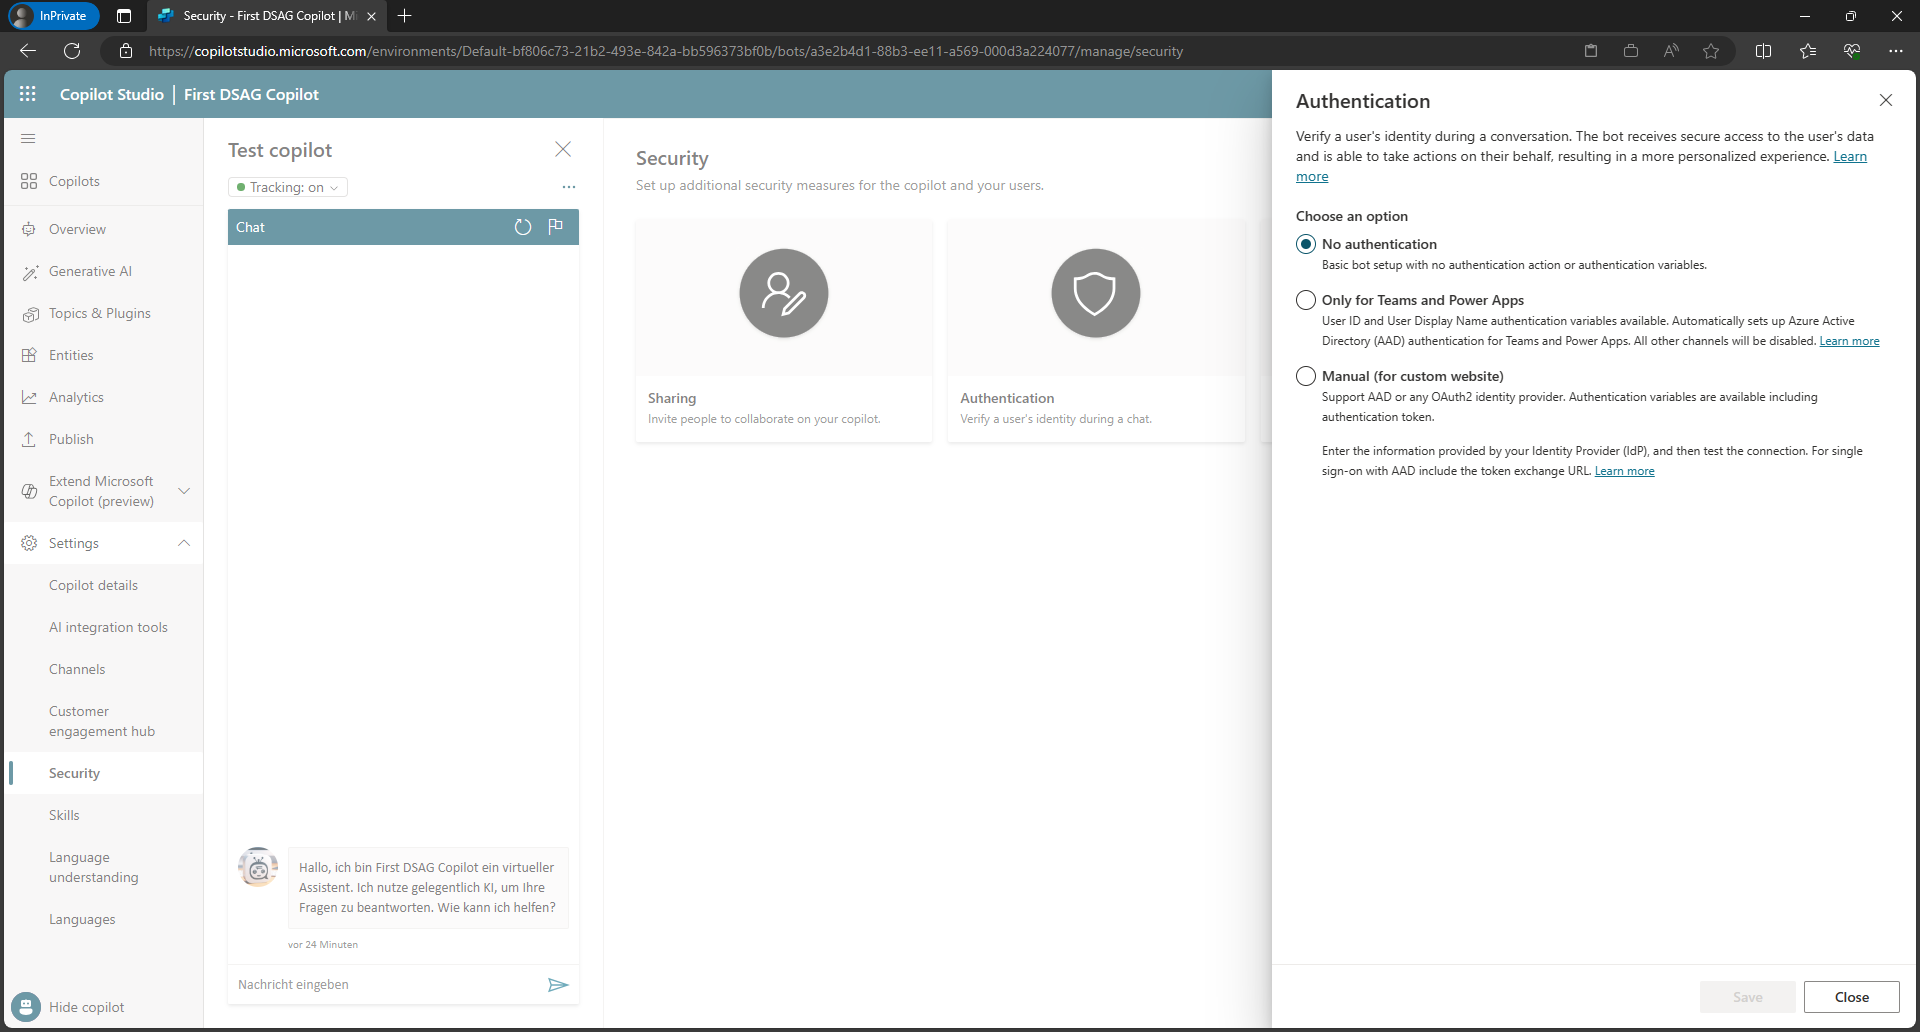 InPrivate
Security - First DSAG Copilot | Mi
https://copilotstudio.microsoft.com/environments/Default-bf806c73-21b2-493e-842a-bb596373bf0b/bots/a3e2b4d1-88b3-ee11-a569-000d3a224077/manage/security
Copilot Studio | First DSAG Copilot
Copilots
Overview
Generative AI
Topics & Plugins
Entities
Analytics
Publish
Extend Microsoft
Copilot (preview)
Settings
Copilot details
AI integration tools
Channels
Customer
engagement hub
Security
Skills
Language
understanding
Languages
Hide copilot
Test copilot
Tracking: on
Chat
Hallo, ich bin First DSAG Copilot ein virtueller
Assistent. Ich nutze gelegentlich KI, um Ihre
Fragen zu beantworten. Wie kann ich helfen?
vor 24 Minuten
Nachricht eingeben
Security
Set up additional security measures for the copilot and your users.
Sharing
Invite people to collaborate on your copilot.
Authentication
Verify a user's identity during a chat.
Authentication
Verify a user's identity during a conversation. The bot receives secure access to the user's data
and is able to take actions on their behalf, resulting in a more personalized experience. Learn
more
Choose an option
No authentication
Basic bot setup with no authentication action or authentication variables.
Only for Teams and Power Apps
User ID and User Display Name authentication variables available. Automatically sets up Azure Active
Directory (AAD) authentication for Teams and Power Apps. All other channels will be disabled. Learn more
Manual (for custom website)
Support AAD or any OAuth2 identity provider. Authentication variables are available including
authentication token.
Enter the information provided by your Identity Provider (IdP), and then test the connection. For single
sign-on with AAD include the token exchange URL. Learn more
Save
Close